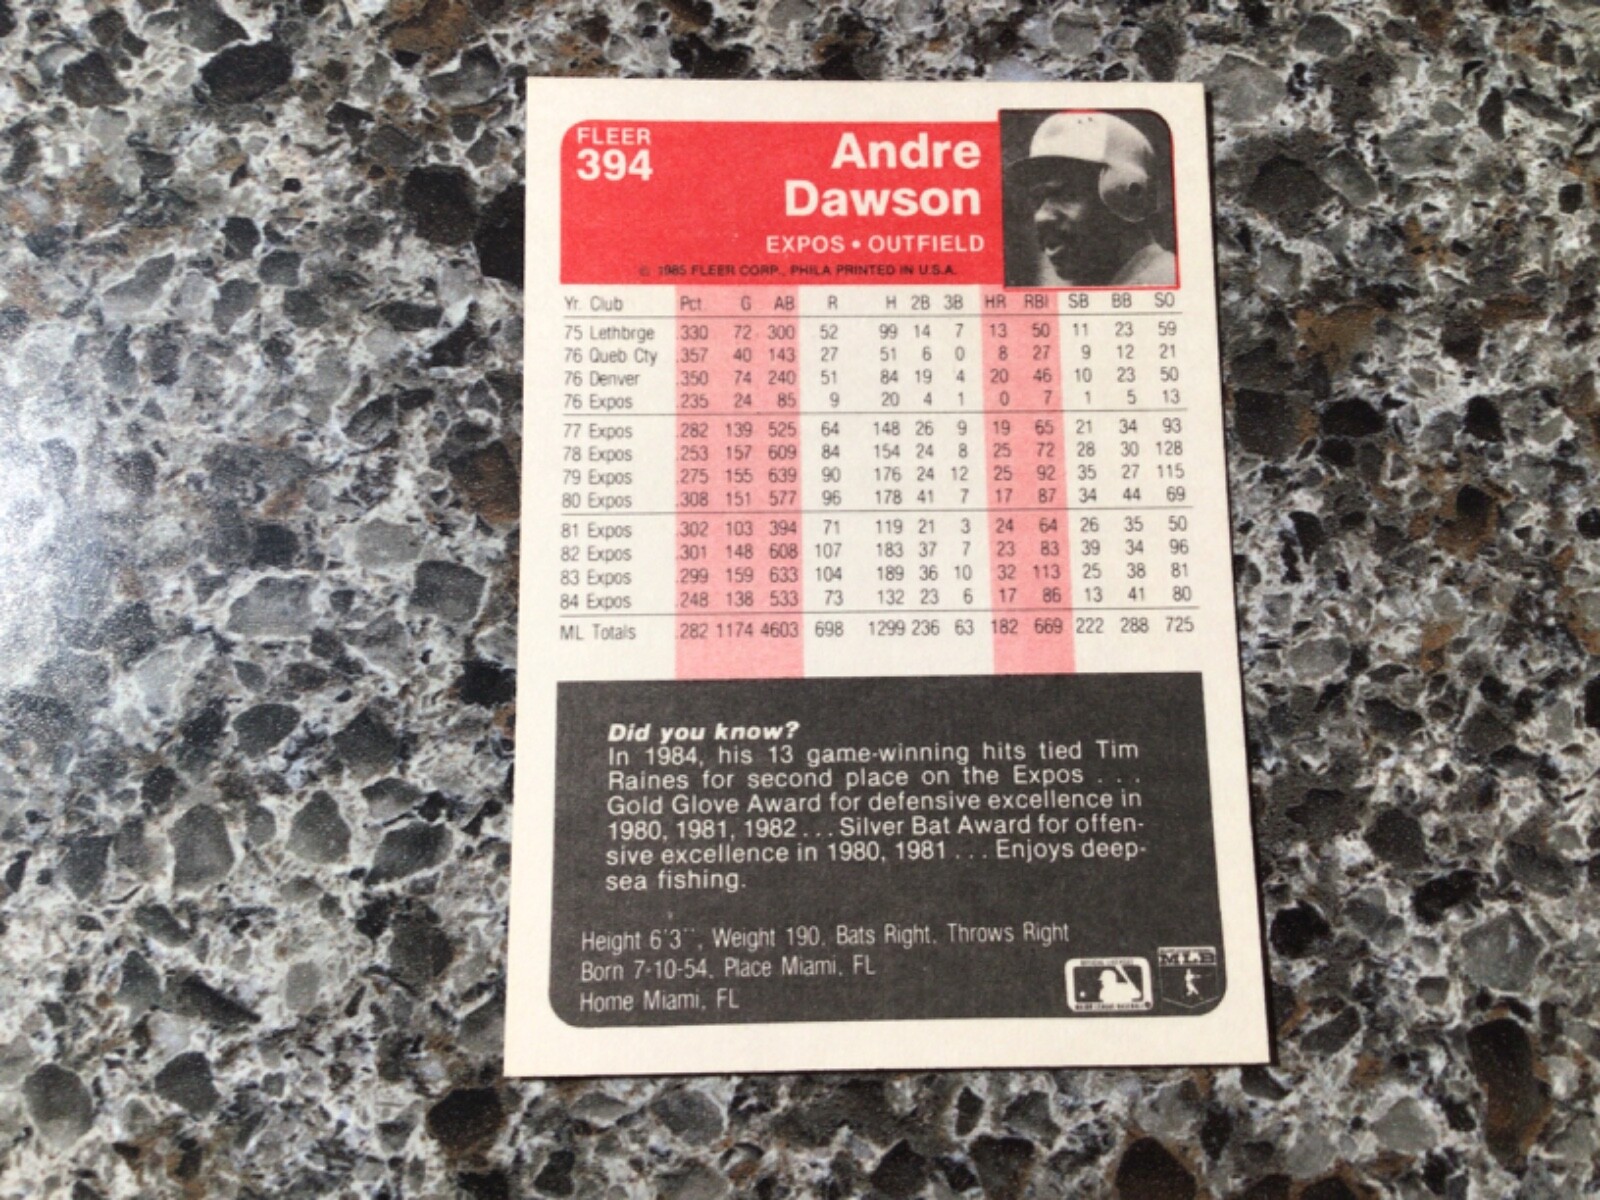 FLEER
394
Andre
Dawson
EXPOS • OUTFIELD
© 1985 FLEER CORP., PHILA PRINTED IN U.S.A.
Yr. Club Pct. G AB R H 2B 3B HR RBI SB BB SO
75 Lethbrge .330 72 300 52 99 14 7 13 50 11 23 59
76 Queb Cty .357 40 143 27 51 6 0 8 27 9 12 21
76 Denver .350 74 240 51 84 19 4 20 46 10 23 50
76 Expos .235 24 85 9 20 4 1 0 7 1 5 13
77 Expos .282 139 525 64 148 26 9 19 65 21 34 93
78 Expos .253 157 609 84 154 24 8 25 72 28 30 128
79 Expos .275 155 639 90 176 24 12 25 92 35 27 115
80 Expos .308 151 577 96 178 41 7 17 87 34 44 69
81 Expos .302 103 394 71 119 21 3 24 64 26 35 50
82 Expos .301 148 608 107 183 37 7 23 83 39 34 96
83 Expos .299 159 633 104 189 36 10 32 113 25 38 81
84 Expos .248 138 533 73 132 23 6 17 86 13 41 80
ML Totals .282 1174 4603 698 1299 236 63 182 669 222 288 725
Did you know?
In 1984, his 13 game-winning hits tied Tim
Raines for second place on the Expos . . .
Gold Glove Award for defensive excellence in
1980, 1981, 1982 . . . Silver Bat Award for offen-
sive excellence in 1980, 1981 . . . Enjoys deep-
sea fishing.
Height 6'3", Weight 190, Bats Right, Throws Right
Born 7-10-54, Place Miami, FL
Home Miami, FL
MLB